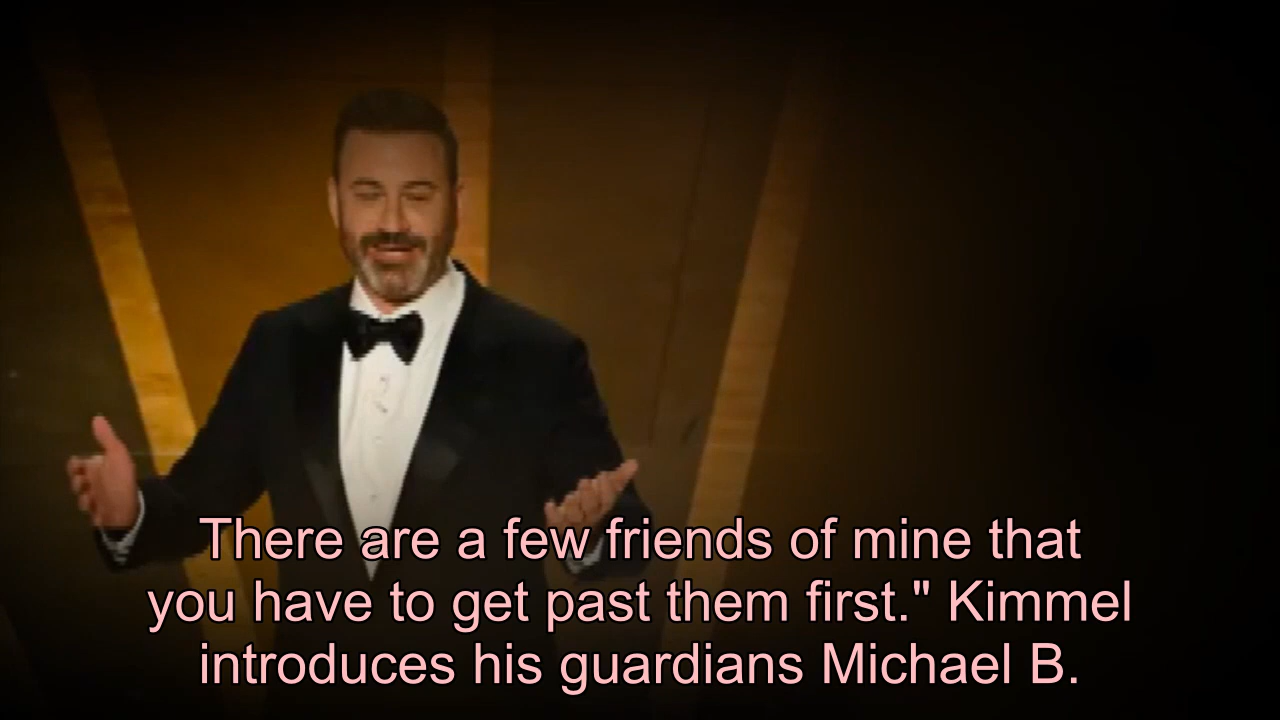 There are a few friends of mine that
you have to get past them first." Kimmel
introduces his guardians Michael B.